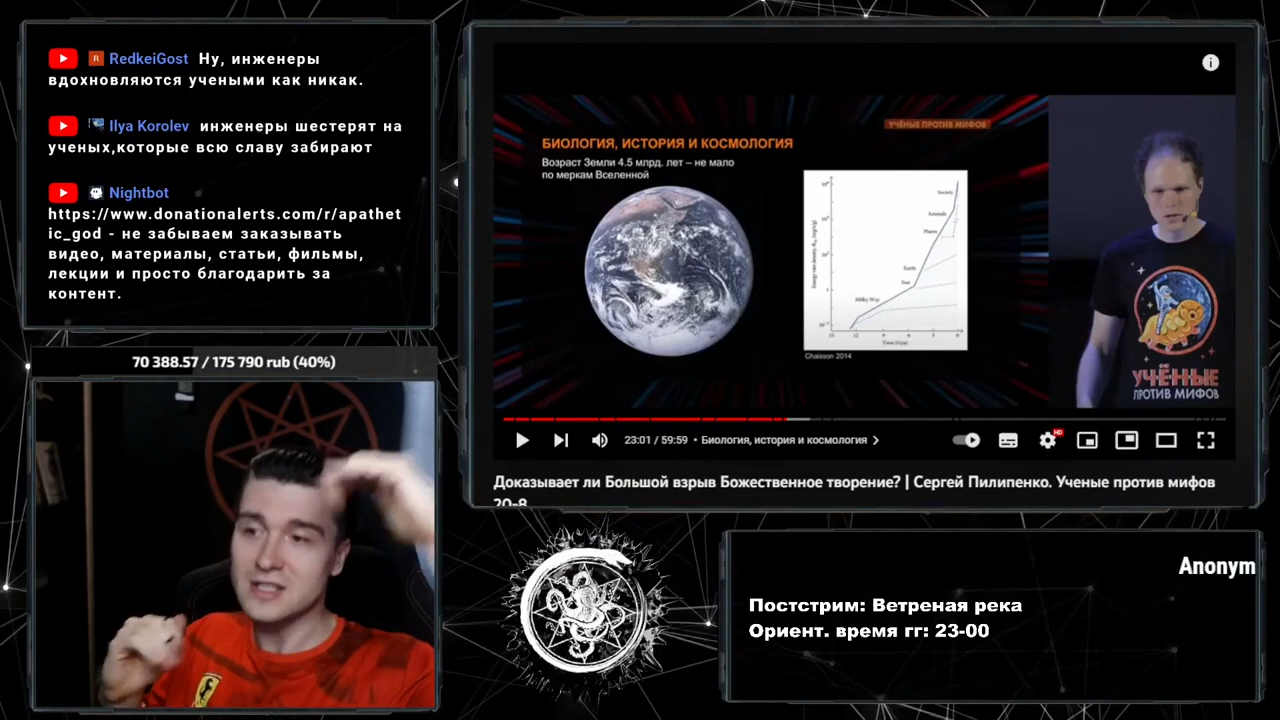 R RedkeiGost Ну, инженеры
вдохновляются учеными как никак.
Ilya Korolev инженеры шестерят на
ученых,которые всю славу забирают
Nightbot
https://www.donationalerts.com/r/apathet
ic_god - не забываем заказывать
видео, материалы, статьи, фильмы,
лекции и просто благодарить за
контент.
70 388.57 / 175 790 rub (40%)
УЧЁНЫЕ ПРОТИВ МИФОВ
БИОЛОГИЯ, ИСТОРИЯ И КОСМОЛОГИЯ
Возраст Земли 4.5 млрд. лет – не мало
по меркам Вселенной
Society
Animals
Plants
Earth
Sun
Milky Way
Time (Gya)
Chaisson 2014
УЧЁННЫЕ
ПРОТИВ МИФОВ
23:01 / 59:59 • Биология, история и космология
HD
Доказывает ли Большой взрыв Божественное творение? | Сергей Пилипенко. Ученые против мифов
20-8
Anonym
Постстрим: Ветреная река
Ориент. время гг: 23-00